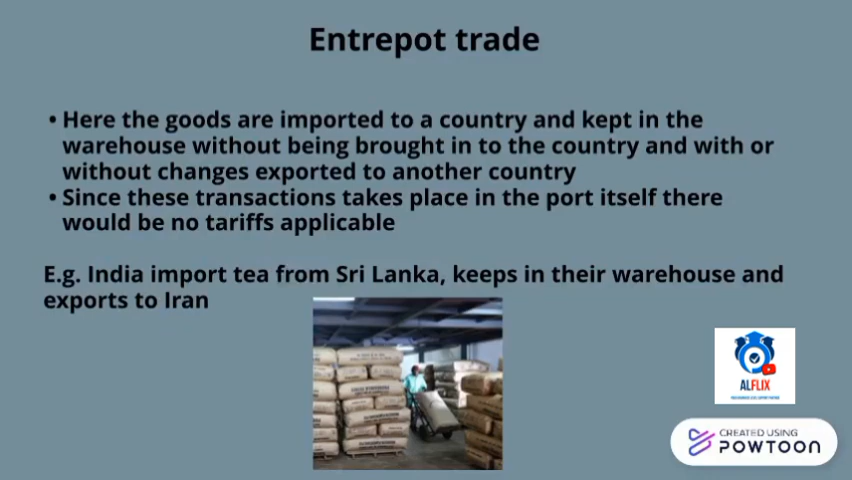 Entrepot trade
• Here the goods are imported to a country and kept in the
warehouse without being brought in to the country and with or
without changes exported to another country
• Since these transactions takes place in the port itself there
would be no tariffs applicable
E.g. India import tea from Sri Lanka, keeps in their warehouse and
exports to Iran
ALFLIX
CREATED USING
POWTOON